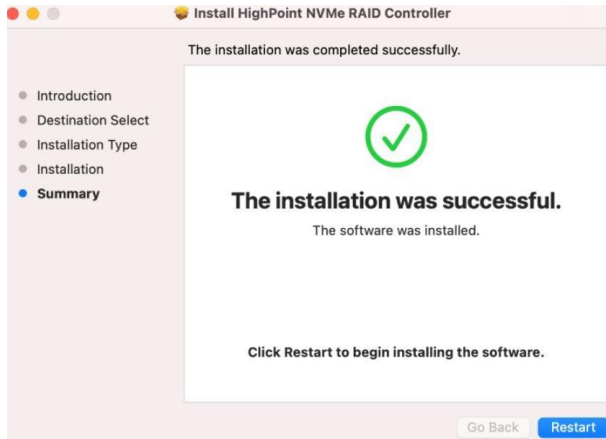 Install HighPoint NVMe RAID Controller
The installation was completed successfully.
Introduction
Destination Select
Installation Type
Installation
Summary
The installation was successful.
The software was installed.
Click Restart to begin installing the software.
Go Back
Restart